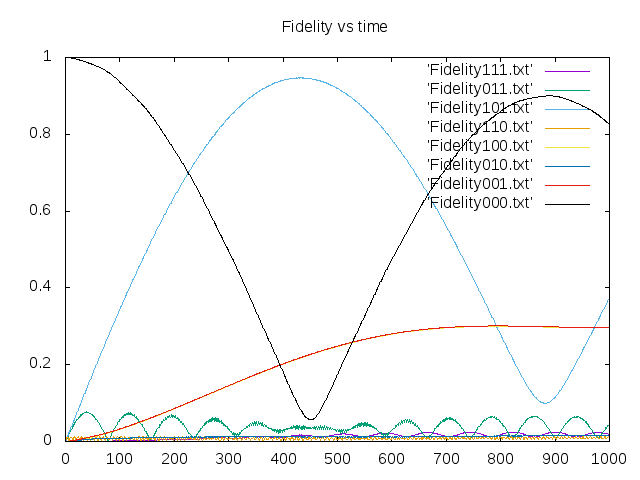 Fidelity vs time
1
0.8
0.6
0.4
0.2
0
'Fidelity111.txt'
'Fidelity011.txt'
'Fidelity101.txt'
'Fidelity110.txt'
'Fidelity100.txt'
'Fidelity010.txt'
'Fidelity001.txt'
'Fidelity000.txt'
0 100 200 300 400 500 600 700 800 900 1000